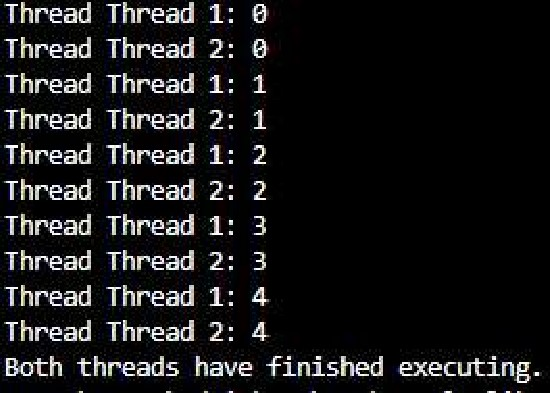 Thread Thread 1: 0
Thread Thread 2: 0
Thread Thread 1: 1
Thread Thread 2: 1
Thread Thread 1: 2
Thread Thread 2: 2
Thread Thread 1: 3
Thread Thread 2: 3
Thread Thread 1: 4
Thread Thread 2: 4
Both threads have finished executing.